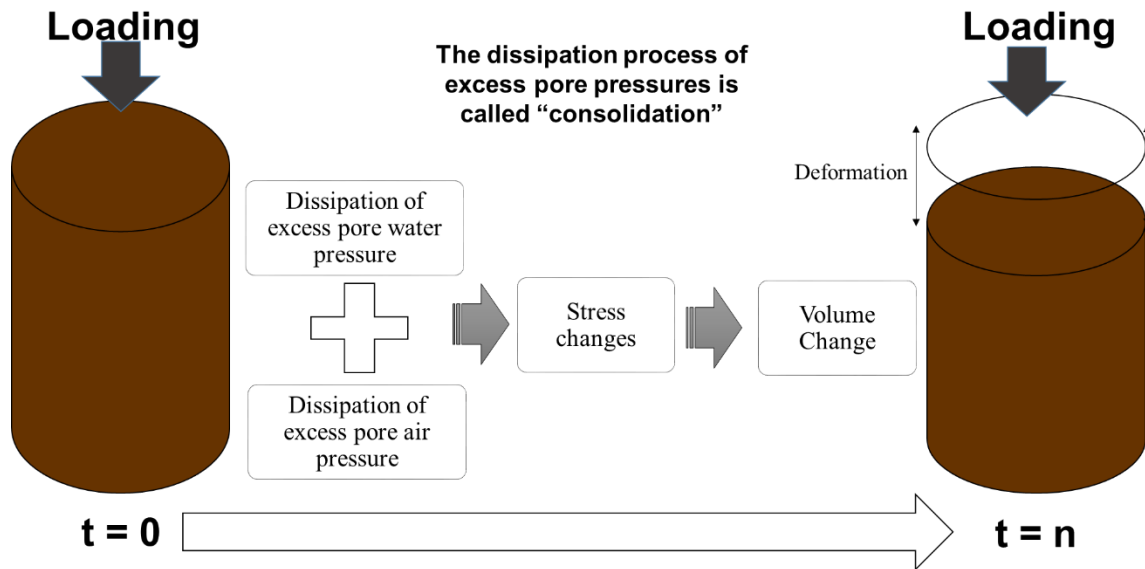 Loading
The dissipation process of
excess pore pressures is
called “consolidation”
Loading
Deformation
Dissipation of
excess pore water
pressure
Stress
changes
Volume
Change
Dissipation of
excess pore air
pressure
t = 0
t = n